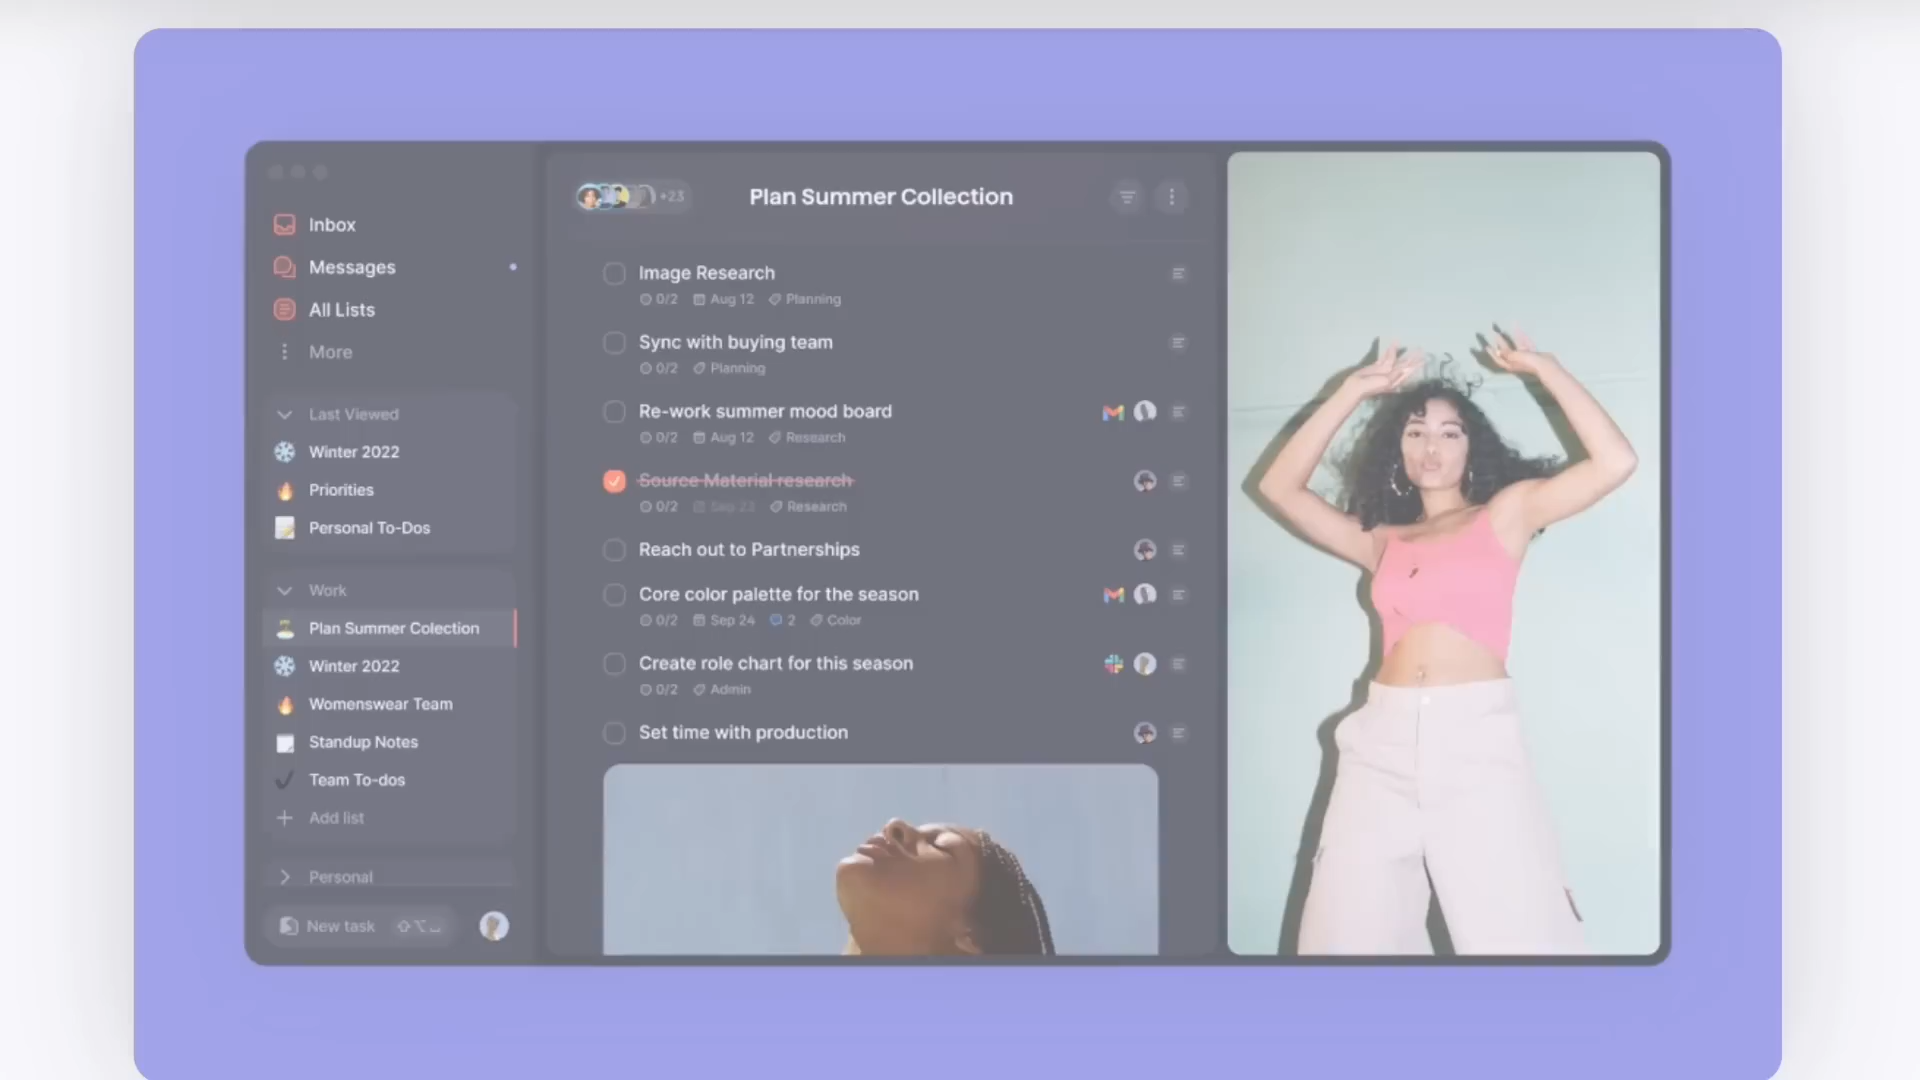 Inbox
Messages
All Lists
More
Last Viewed
Winter 2022
Priorities
Personal To-Dos
Work
Plan Summer Colection
Winter 2022
Womenswear Team
Standup Notes
Team To-dos
Add list
Personal
New task
+23
Plan Summer Collection
Image Research
0/2 Aug 12 Planning
Sync with buying team
0/2 Planning
Re-work summer mood board
0/2 Aug 12 Research
Source Material research
0/2 Sep 22 Research
Reach out to Partnerships
Core color palette for the season
0/2 Sep 24 2 Color
Create role chart for this season
0/2 Admin
Set time with production